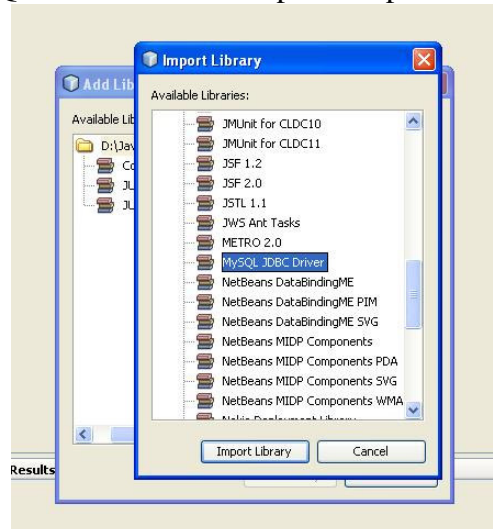 Import Library
Add Lib
Available Libraries:
Available Lib
D:\Jav
Co
JU
JU
JMUnit for CLDC10
JMUnit for CLDC11
JSF 1.2
JSF 2.0
JSTL 1.1
JWS Ant Tasks
METRO 2.0
MySQL JDBC Driver
NetBeans DataBindingME
NetBeans DataBindingME PIM
NetBeans DataBindingME SVG
NetBeans MIDP Components
NetBeans MIDP Components PDA
NetBeans MIDP Components SVG
NetBeans MIDP Components WMA
Import Library
Cancel
Results